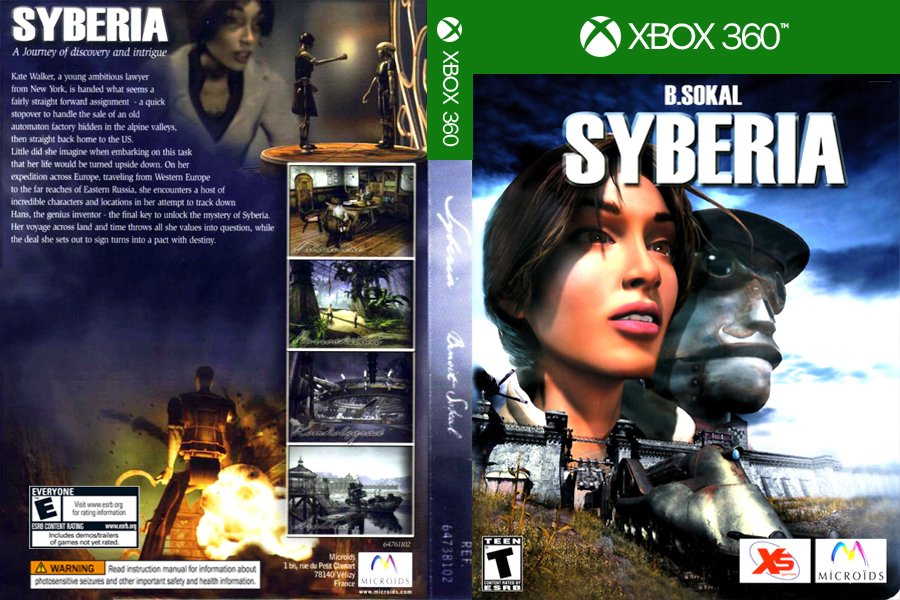 SYBERIA
A Journey of discovery and intrigue
Kate Walker, a young ambitious lawyer
from New York, is handed what seems a
fairly straight forward assignment - a quick
stopover to handle the sale of an old
automaton factory hidden in the alpine valleys,
then straight back home to the US.
Little did she imagine when embarking on this task
that her life would be turned upside down. On her
expedition across Europe, traveling from Western Europe
to the far reaches of Eastern Russia, she encounters a host of
incredible characters and locations in her attempt to track down
Hans, the genius inventor - the final key to unlock the mystery of Syberia.
Her voyage across land and time throws all she values into question, while
the deal she sets out to sign turns into a pact with destiny.
EVERYONE
E
Visit www.esrb.org
for rating information
ESRB CONTENT RATING www.esrb.org
Includes demos/trailers
of games not yet rated.
WARNING
Read instruction manual for information about
photosensitive seizures and other important safety and health information.
64761102
Microids
1 bis, rue du Petit Clamart
78140 Velizy
France
MICROÏDS
www.microids.com
XBOX 360
Syberia
Benoit Sokal
REF.
64738102
XBOX 360™
B.SOKAL
SYBERIA
TEEN
T
CONTENT RATED BY
ESRB
XS
MICROÏDS